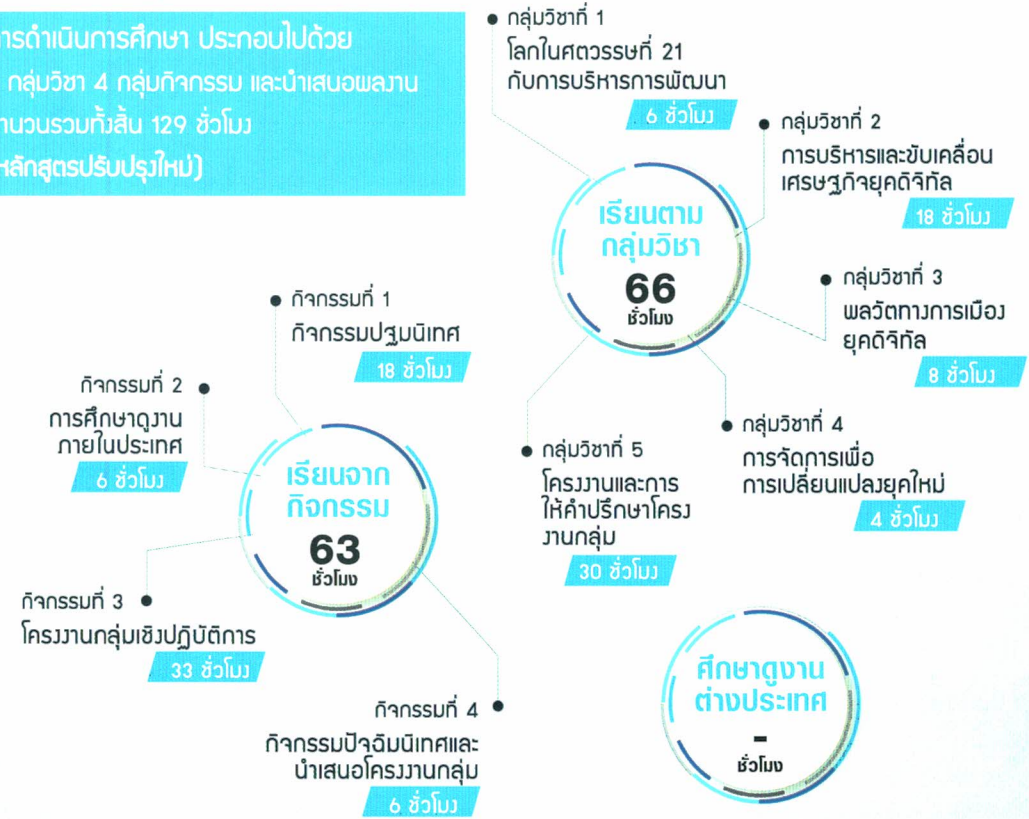 ารดำเนินการศึกษา ประกอบไปด้วย
กลุ่มวิชา 4 กลุ่มกิจกรรม และนำเสนอผลงาน
านวนรวมทั้งสิ้น 129 ชั่วโมง
หลักสูตรปรับปรุงใหม่)
กลุ่มวิชาที่ 1
โลกในศตวรรษที่ 21
กับการบริหารการพัฒนา
6 ชั่วโมง
กลุ่มวิชาที่ 2
การบริหารและขับเคลื่อน
เศรษฐกิจยุคดิจิทัล
18 ชั่วโมง
เรียนตาม
กลุ่มวิชา
66
ชั่วโมง
กลุ่มวิชาที่ 3
พลวัตทางการเมือง
ยุคดิจิทัล
8 ชั่วโมง
กลุ่มวิชาที่ 4
การจัดการเพื่อ
การเปลี่ยนแปลงยุคใหม่
4 ชั่วโมง
กลุ่มวิชาที่ 5
โครงงานและการ
ให้คำปรึกษาโครง
งานกลุ่ม
30 ชั่วโมง
กิจกรรมที่ 1
กิจกรรมปฐมนิเทศ
18 ชั่วโมง
กิจกรรมที่ 2
การศึกษาดูงาน
ภายในประเทศ
6 ชั่วโมง
เรียนจาก
กิจกรรม
63
ชั่วโมง
กิจกรรมที่ 3
โครงงานกลุ่มเชิงปฏิบัติการ
33 ชั่วโมง
กิจกรรมที่ 4
กิจกรรมปัจฉิมนิเทศและ
นำเสนอโครงงานกลุ่ม
6 ชั่วโมง
ศึกษาดูงาน
ต่างประเทศ
-
ชั่วโมง